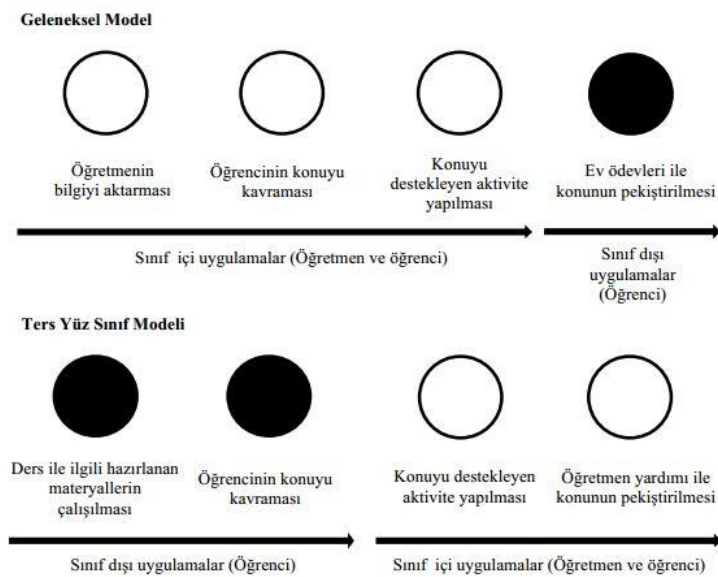 Geleneksel Model
Öğretmenin
bilgiyi aktarması
Öğrencinin konuyu
kavraması
Konuyu
destekleyen aktivite
yapılması
Ev ödevleri ile
konunun pekiştirilmesi
Sınıf içi uygulamalar (Öğretmen ve öğrenci)
Sınıf dışı
uygulamalar
(Öğrenci)
Ters Yüz Sınıf Modeli
Ders ile ilgili hazırlanan
materyallerin
çalışılması
Öğrencinin konuyu
kavraması
Konuyu destekleyen
aktivite yapılması
Öğretmen yardımı ile
konunun pekiştirilmesi
Sınıf dışı uygulamalar (Öğrenci)
Sınıf içi uygulamalar (Öğretmen ve öğrenci)